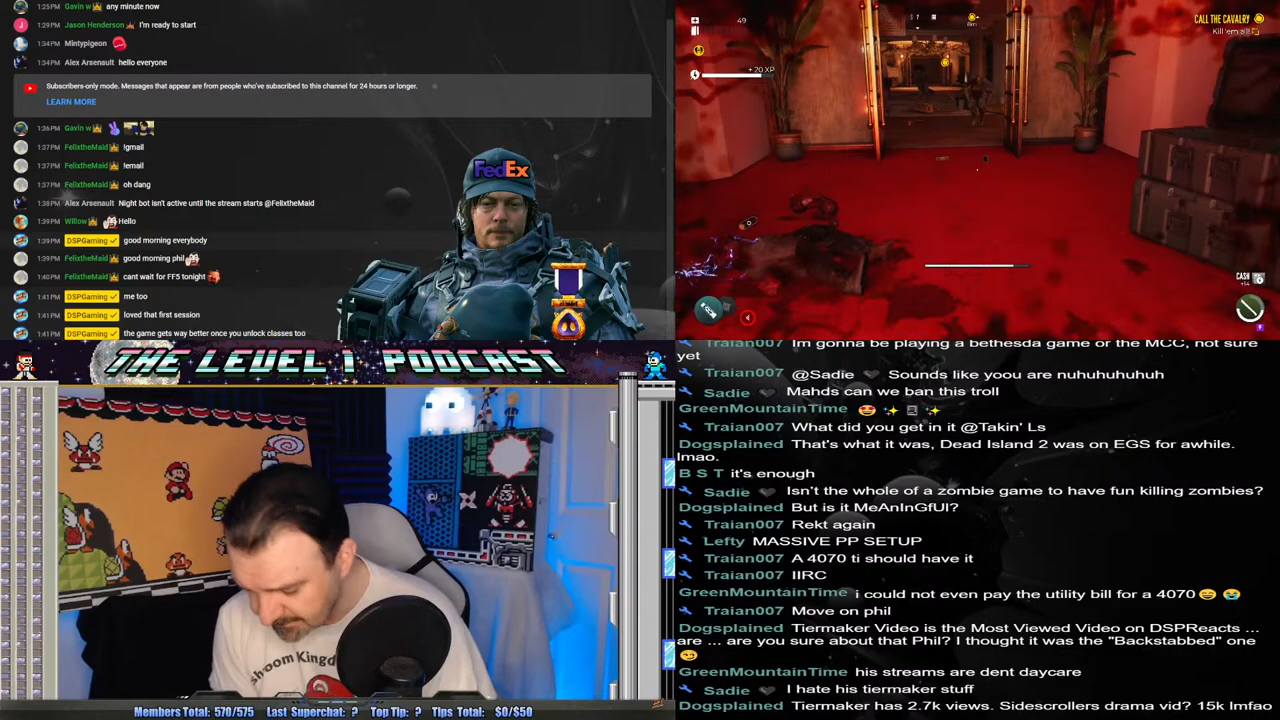 1:25PM Gavin w any minute now
1:29PM Jason Henderson I'm ready to start
1:34PM Mintypigeon
1:34PM Alex Arsenault hello everyone
Subscribers-only mode. Messages that appear are from people who've subscribed to this channel for 24 hours or longer.
LEARN MORE
1:36PM Gavin w
1:37PM FelixtheMaid !gmail
1:37PM FelixtheMaid !email
1:37PM FelixtheMaid oh dang
1:38PM Alex Arsenault Night bot isn't active until the stream starts @FelixtheMaid
1:39PM Willow Hello
1:39PM DSPGaming good morning everybody
1:39PM FelixtheMaid good morning phil
1:40PM FelixtheMaid cant wait for FF5 tonight
1:41PM DSPGaming me too
1:41PM DSPGaming loved that first session
1:41PM DSPGaming the game gets way better once you unlock classes too
FedEx
49
+20 XP
CALL THE CAVALRY
Kill 'em all!
CASH
+14
THE LEVEL 1 PODCAST
shroom Kingd
Members Total: 570/575 Last Superchat: ? Top Tip: ? Tips Total: $0/$50
Traian007 Im gonna be playing a bethesda game or the MCC, not sure
yet
Traian007 @Sadie Sounds like yoou are nuhuhuhuhuh
Sadie Mahds can we ban this troll
GreenMountainTime
Traian007 What did you get in it @Takin' Ls
Dogsplained That's what it was, Dead Island 2 was on EGS for awhile.
lmao.
B S T it's enough
Sadie Isn't the whole of a zombie game to have fun killing zombies?
Dogsplained But is it MeAnInGfUl?
Traian007 Rekt again
Lefty MASSIVE PP SETUP
Traian007 A 4070 ti should have it
Traian007 IIRC
GreenMountainTime i could not even pay the utility bill for a 4070
Traian007 Move on phil
Dogsplained Tiermaker Video is the Most Viewed Video on DSPReacts ...
are ... are you sure about that Phil? I thought it was the "Backstabbed" one
GreenMountainTime his streams are dent daycare
Sadie I hate his tiermaker stuff
Dogsplained Tiermaker has 2.7k views. Sidescrollers drama vid? 15k lmfao